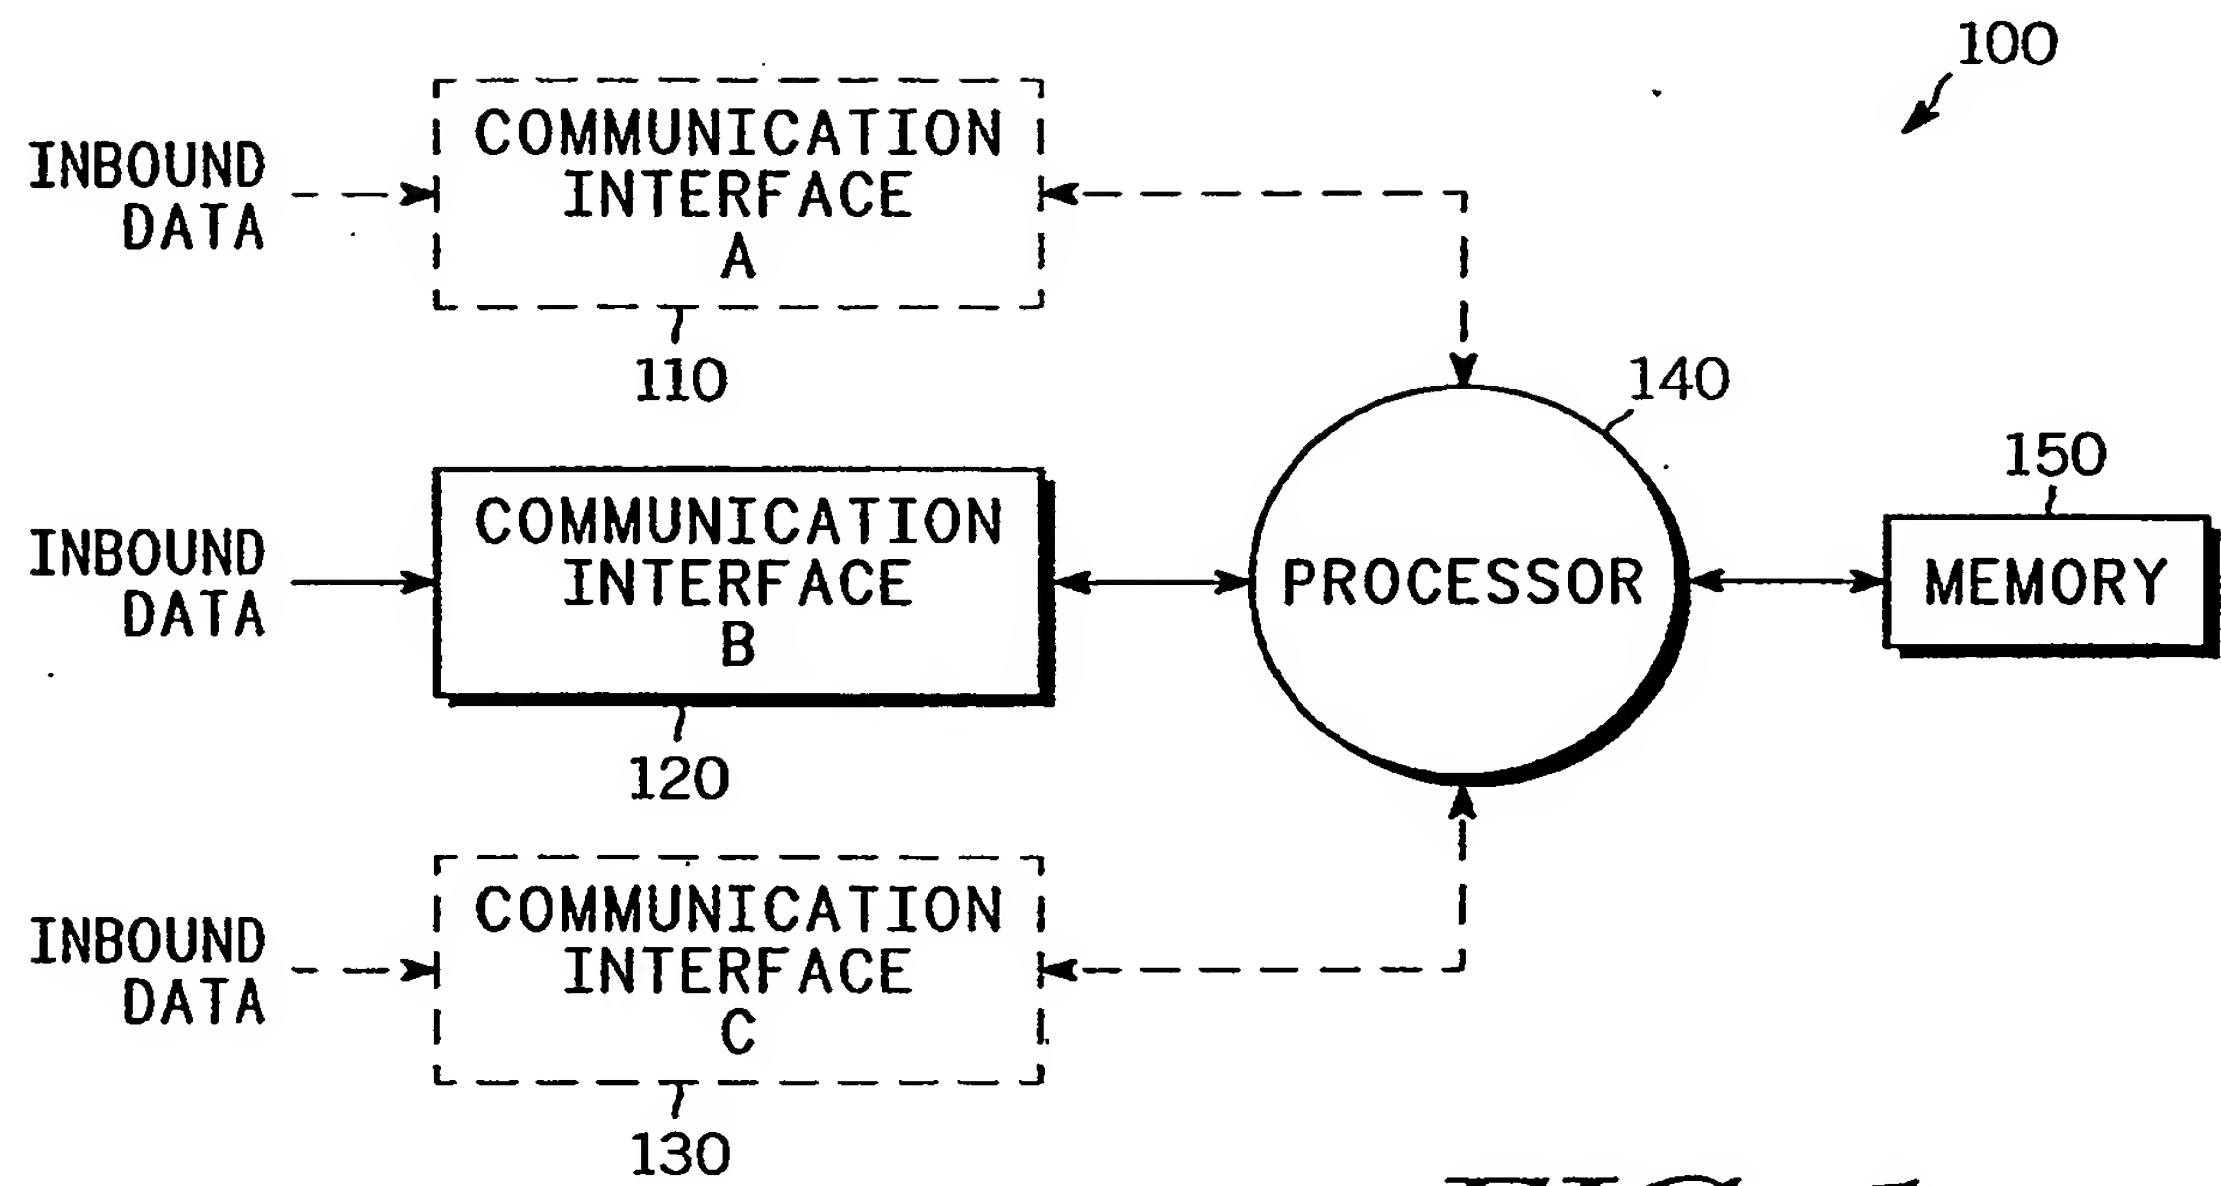 100
INBOUND
DATA
COMMUNICATION
INTERFACE
A
110
140
150
INBOUND
DATA
COMMUNICATION
INTERFACE
B
PROCESSOR
MEMORY
120
INBOUND
DATA
COMMUNICATION
INTERFACE
C
130